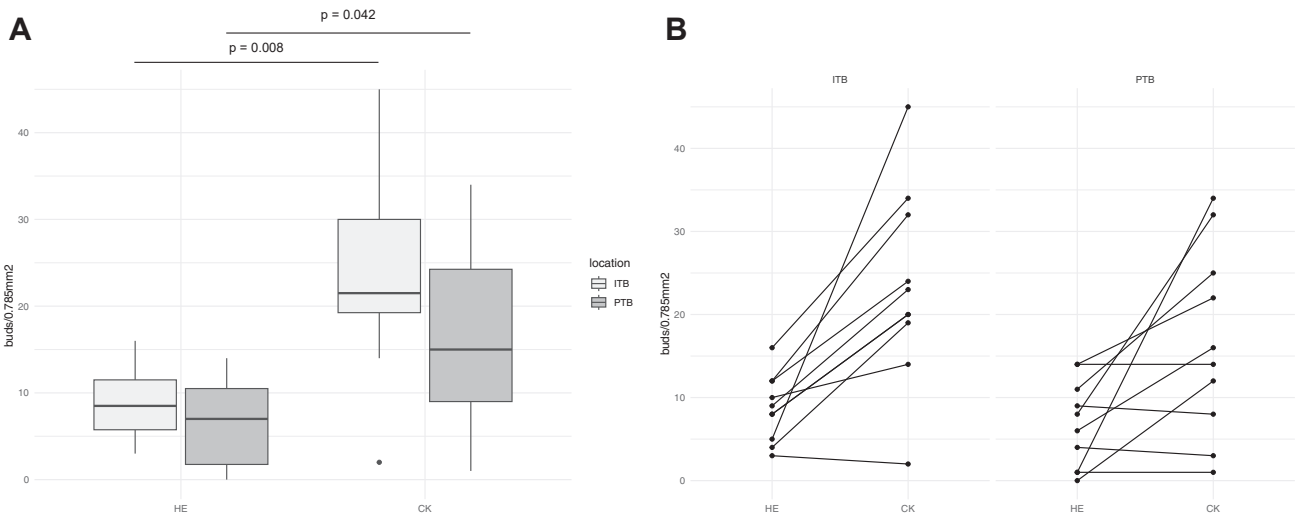 A
p = 0.042
p = 0.008
buds/0.785mm2
40
30
20
10
0
HE CK
location
ITB
PTB
B
ITB PTB
buds/0.785mm2
40
30
20
10
0
HE CK HE CK